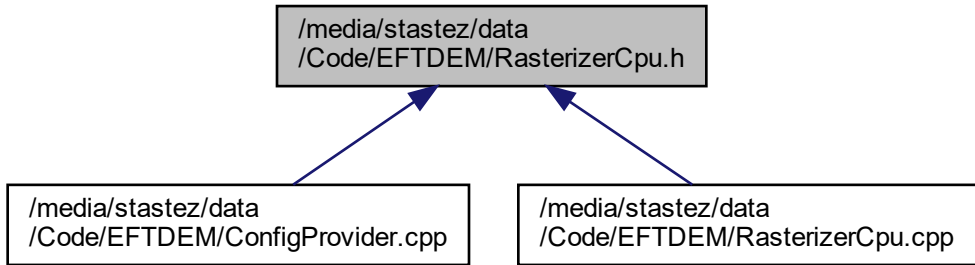 /media/stastez/data
/Code/EFTDEM/RasterizerCpu.h
/media/stastez/data
/Code/EFTDEM/ConfigProvider.cpp
/media/stastez/data
/Code/EFTDEM/RasterizerCpu.cpp